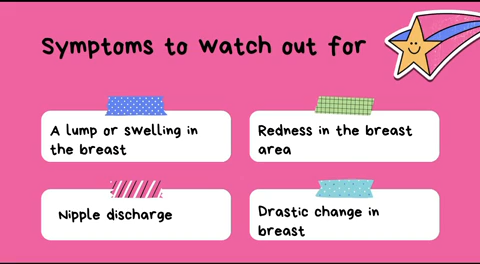 Symptoms to watch out for
A lump or swelling in
the breast
Redness in the breast
area
Nipple discharge
Drastic change in
breast